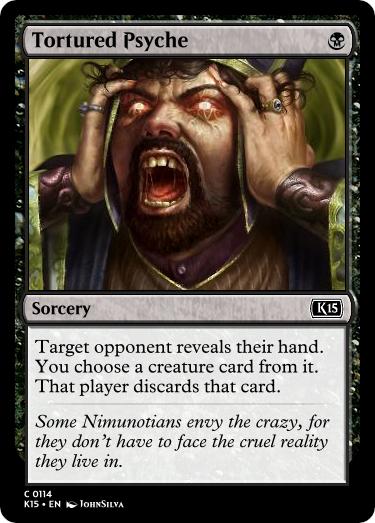 Tortured Psyche
Sorcery
K15
Target opponent reveals their hand.
You choose a creature card from it.
That player discards that card.
Some Nimunotians envy the crazy, for
they don't have to face the cruel reality
they live in.
C 0114
K15 • EN JohnSilva